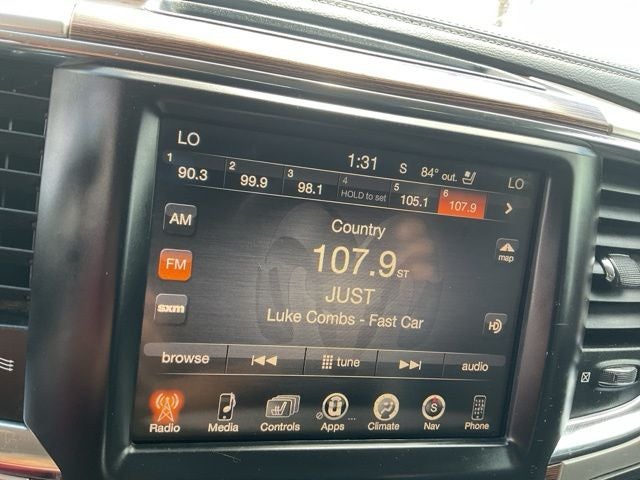 LO
1:31 S 84° out.
LO
1 90.3 2 99.9 3 98.1 4 HOLD to set 5 105.1 6 107.9
AM
Country
107.9 ST
map
FM
JUST
Luke Combs - Fast Car
sxm
HD
browse tune audio
Radio Media Controls Apps Climate Nav Phone